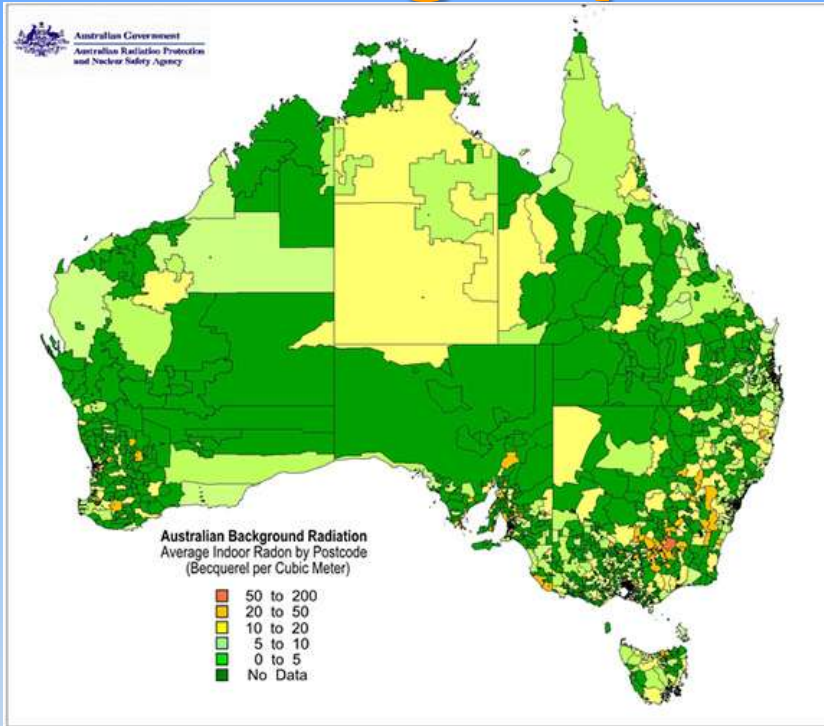 Australian Government
Australian Radiation Protection
and Nuclear Safety Agency
Australian Background Radiation
Average Indoor Radon by Postcode
(Becquerel per Cubic Meter)
50 to 200
20 to 50
10 to 20
5 to 10
0 to 5
No Data